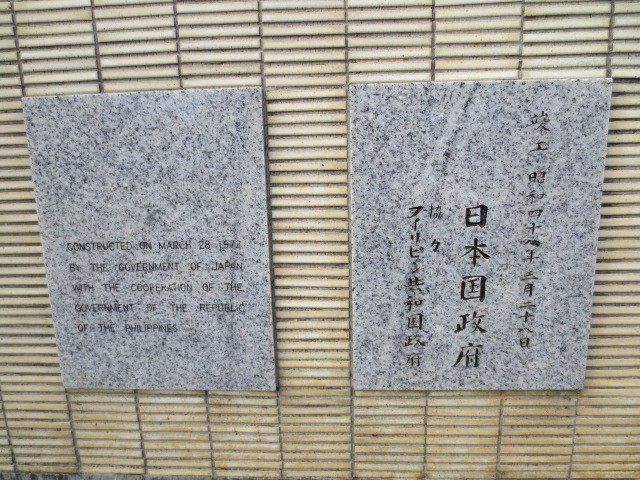 CONSTRUCTED ON MARCH 28 1973
BY THE GOVERNMENT OF JAPAN
WITH THE COOPERATION OF THE
GOVERNMENT OF THE REPUBLIC
OF THE PHILIPPINES
竣工 昭和四十八年三月二十八日
日本国政府
協力
フイリピン共和国政府